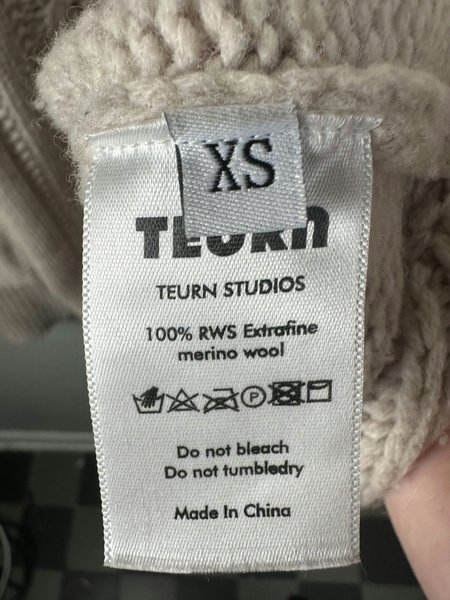 XS
TEURN
TEURN STUDIOS
100% RWS Extrafine
merino wool
P
Do not bleach
Do not tumbledry
Made In China